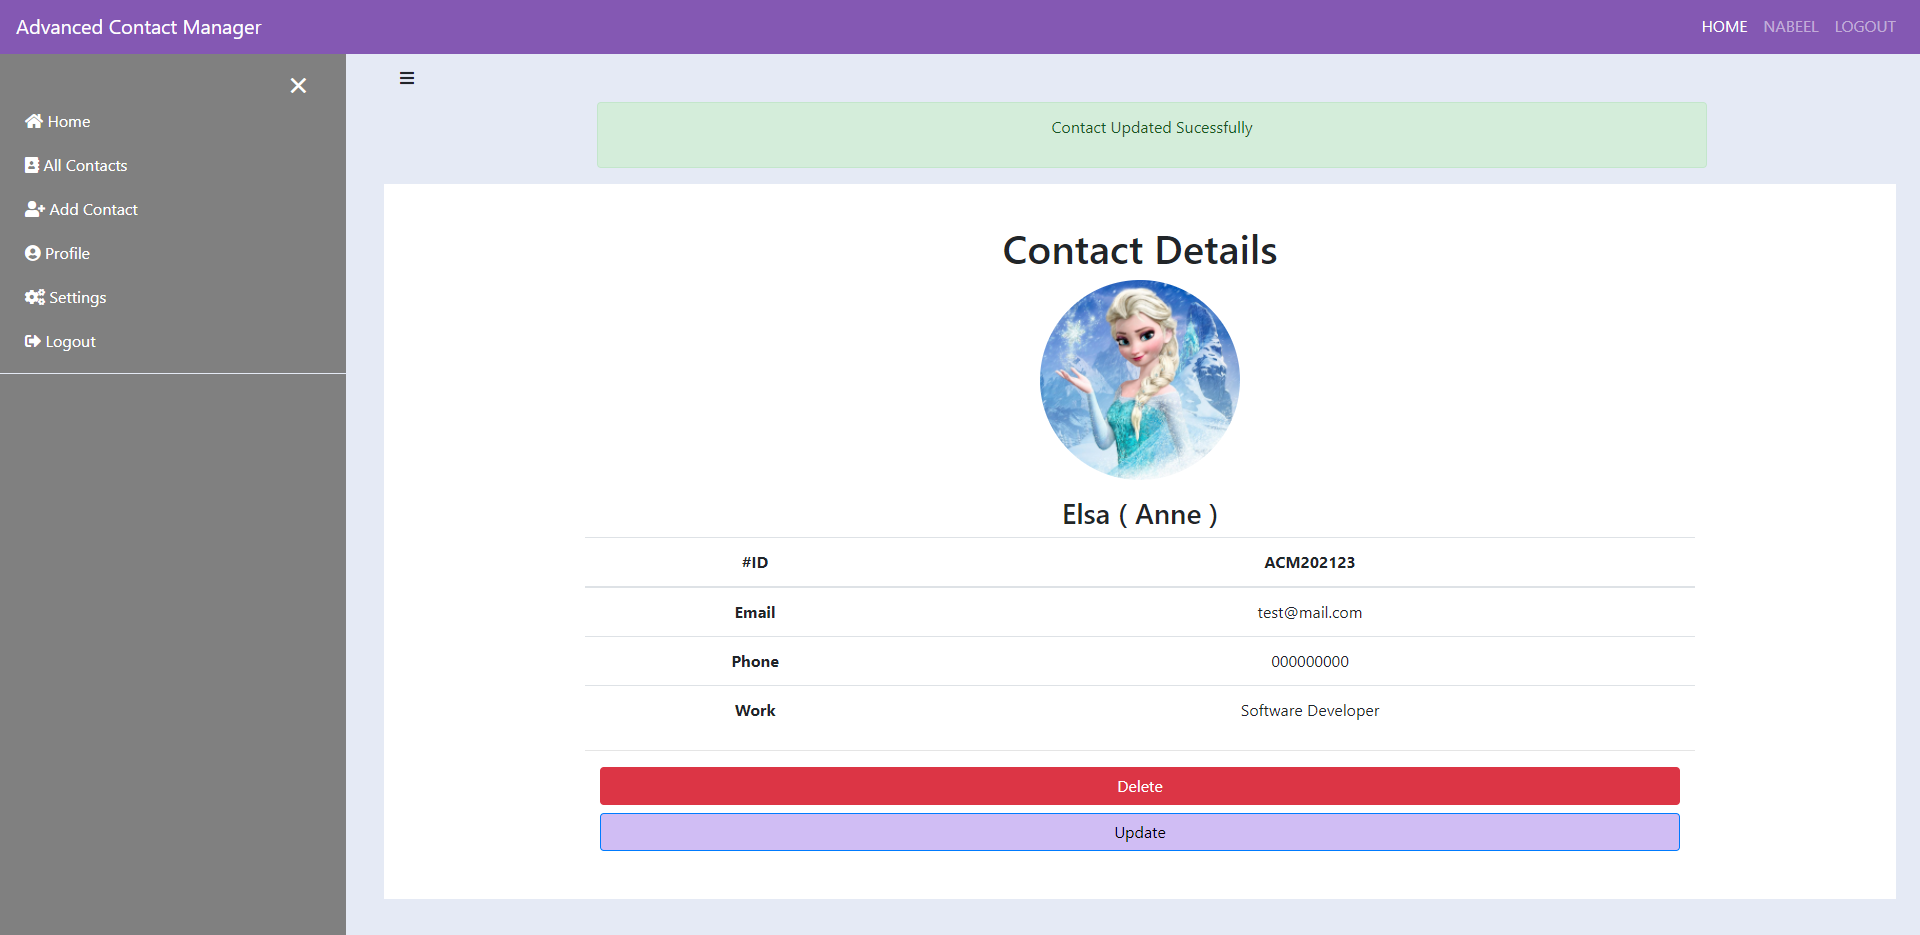 Advanced Contact Manager
HOME NABEEL LOGOUT
Home
All Contacts
Add Contact
Profile
Settings
Logout
Contact Updated Sucessfully
Contact Details
Elsa ( Anne )
#ID ACM202123
Email test@mail.com
Phone 000000000
Work Software Developer
Delete
Update